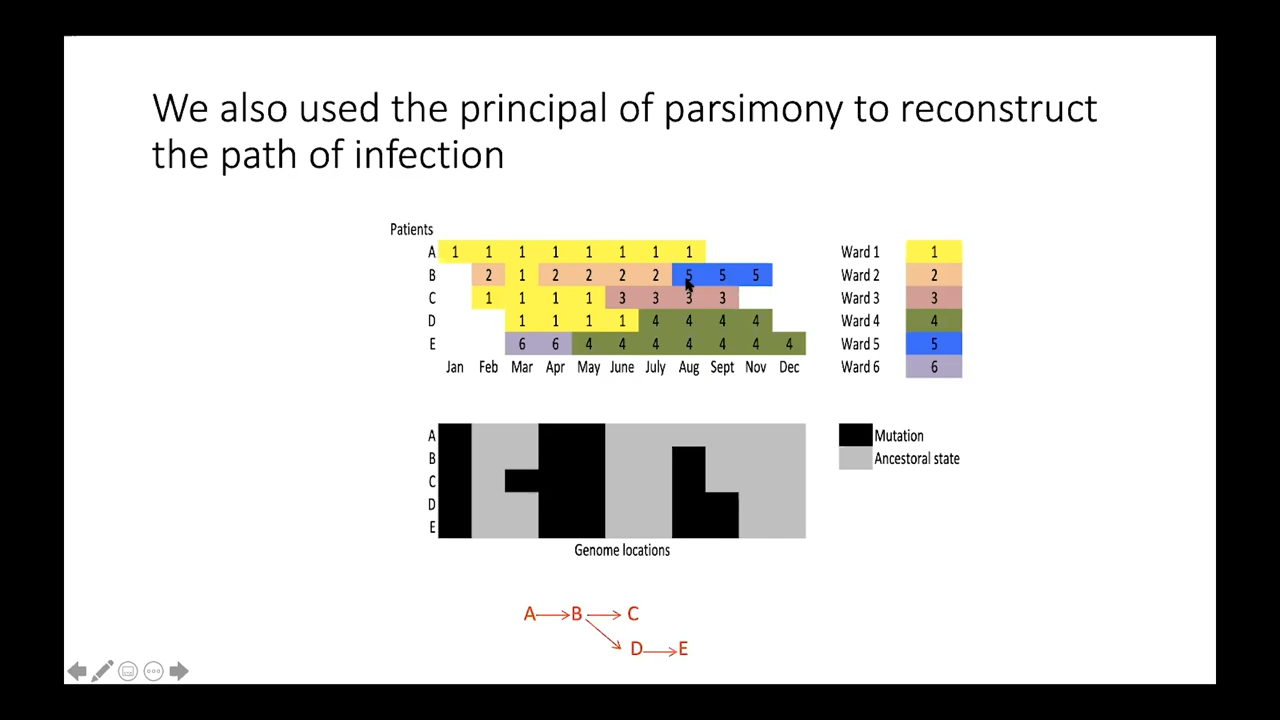 We also used the principal of parsimony to reconstruct
the path of infection
Patients
A 1 1 1 1 1 1 1 1
B 2 1 2 2 2 2 5 5 5
C 1 1 1 1 3 3 3 3
D 1 1 1 1 4 4 4 4
E 6 6 4 4 4 4 4 4 4
Jan Feb Mar Apr May June July Aug Sept Nov Dec
Ward 1 1
Ward 2 2
Ward 3 3
Ward 4 4
Ward 5 5
Ward 6 6
A
B
C
D
E
Genome locations
Mutation
Ancestoral state
A B C
D E